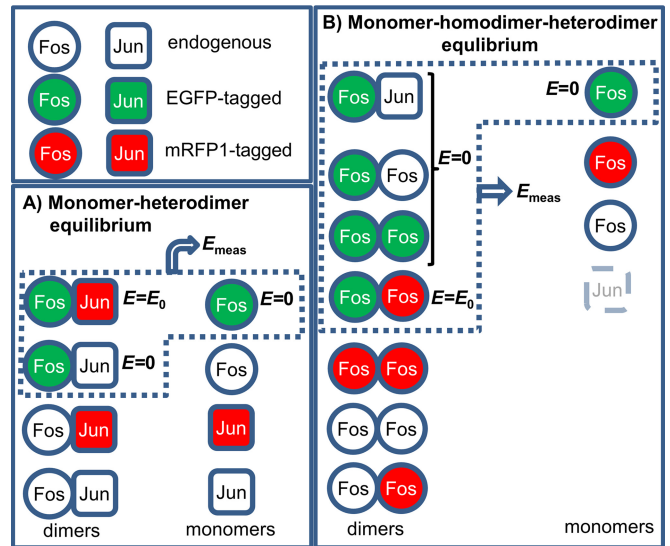 Fos Jun endogenous
Fos Jun EGFP-tagged
Fos Jun mRFP1-tagged
A) Monomer-heterodimer
equilibrium
E_meas
Fos Jun E=E_0 Fos E=0
Fos Jun E=0
Fos
Fos Jun Jun
Fos Jun Jun
dimers monomers
B) Monomer-homodimer-heterodimer
equlibrium
Fos Jun E=0 Fos
Fos Fos E=0 Fos
E_meas
Fos Fos Fos
Fos Fos E=E_0 Jun
Fos Fos
Fos Fos
Fos Fos
dimers monomers